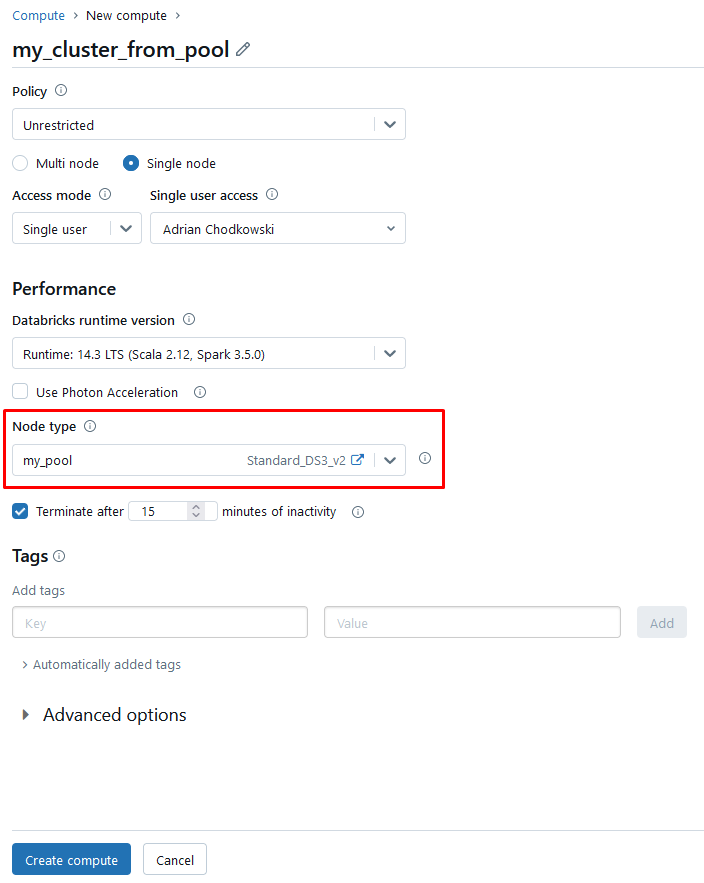 Compute > New compute >
my_cluster_from_pool
Policy
Unrestricted
Multi node Single node
Access mode Single user access
Single user Adrian Chodkowski
Performance
Databricks runtime version
Runtime: 14.3 LTS (Scala 2.12, Spark 3.5.0)
Use Photon Acceleration
Node type
my_pool Standard_DS3_v2
Terminate after 15 minutes of inactivity
Tags
Add tags
Key Value Add
> Automatically added tags
Advanced options
Create compute Cancel